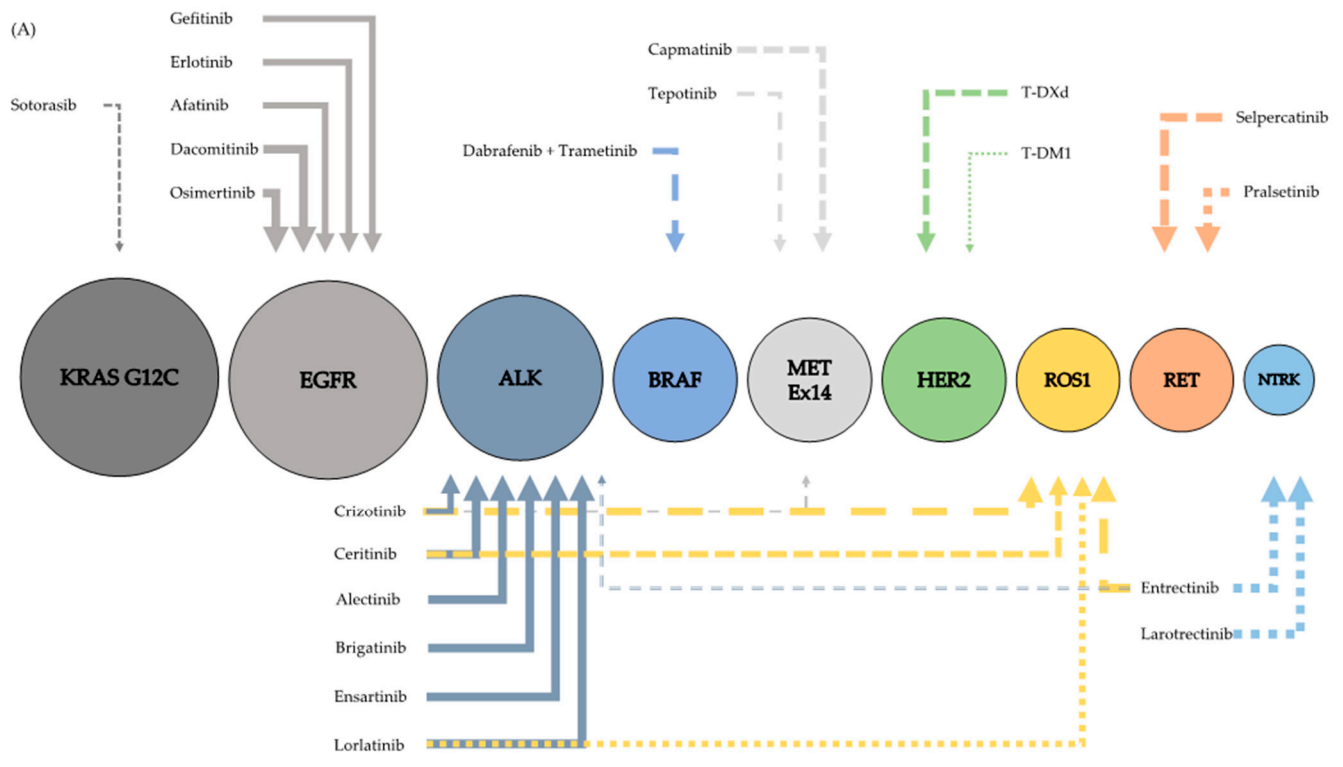 (A)
Gefitinib
Erlotinib
Sotorasib
Afatinib
Dacomitinib
Osimertinib
Dabrafenib + Trametinib
Capmatinib
Tepotinib
T-DXd
T-DM1
Selpercatinib
Pralsetinib
KRAS G12C
EGFR
ALK
BRAF
MET
Ex14
HER2
ROS1
RET
NTRK
Crizotinib
Ceritinib
Alectinib
Brigatinib
Ensartinib
Lorlatinib
Entrectinib
Larotrectinib